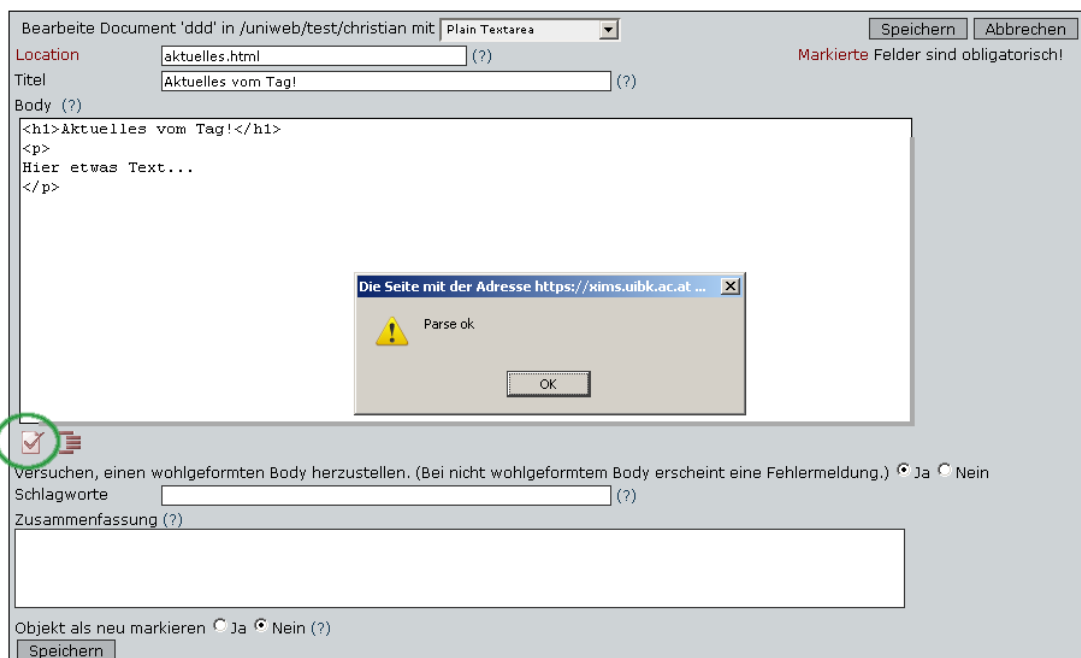 Bearbeite Document 'ddd' in /uniweb/test/christian mit Plain Textarea Speichern Abbrechen
Location aktuelles.html (?) Markierte Felder sind obligatorisch!
Titel Aktuelles vom Tag! (?)
Body (?)
<h1>Aktuelles vom Tag!</h1>
<p>
Hier etwas Text...
</p>
Die Seite mit der Adresse https://xims.uibk.ac.at ...
Parse ok
OK
Versuchen, einen wohlgeformten Body herzustellen. (Bei nicht wohlgeformtem Body erscheint eine Fehlermeldung.) Ja Nein
Schlagworte (?)
Zusammenfassung (?)
Objekt als neu markieren Ja Nein (?)
Speichern